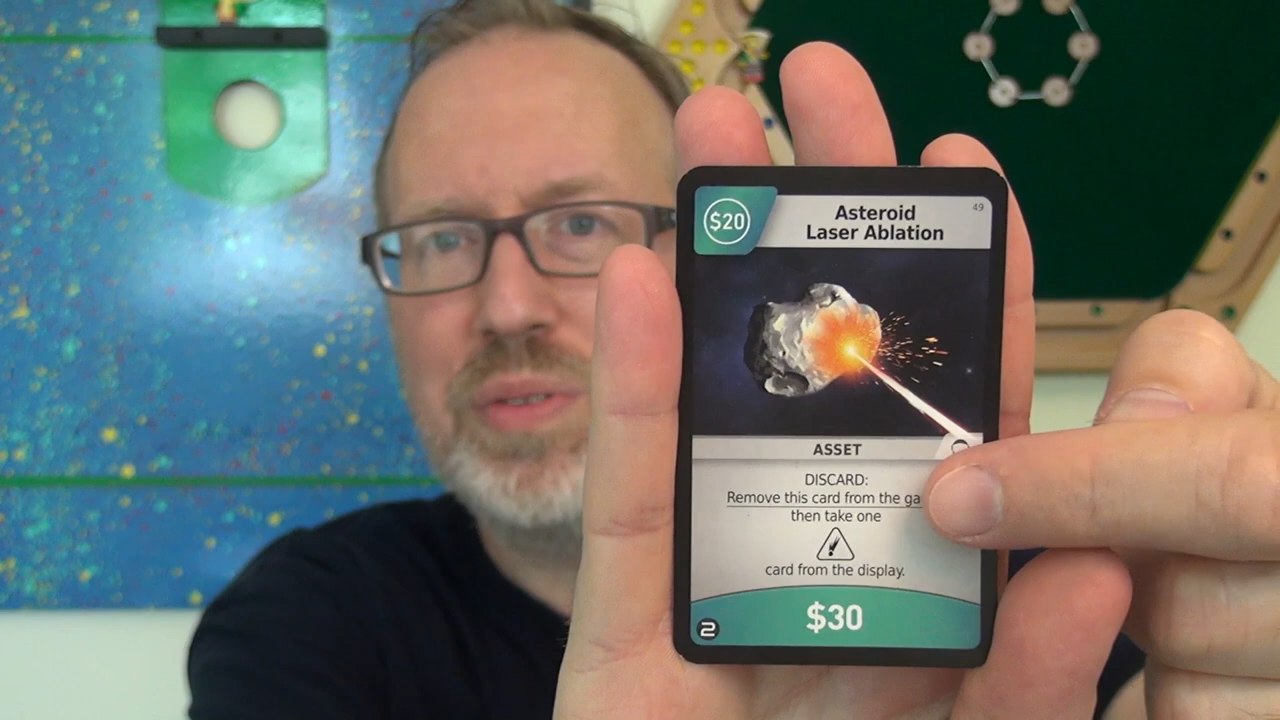 $20
Asteroid
Laser Ablation
49
ASSET
DISCARD:
Remove this card from the ga
then take one
card from the display.
$30
2